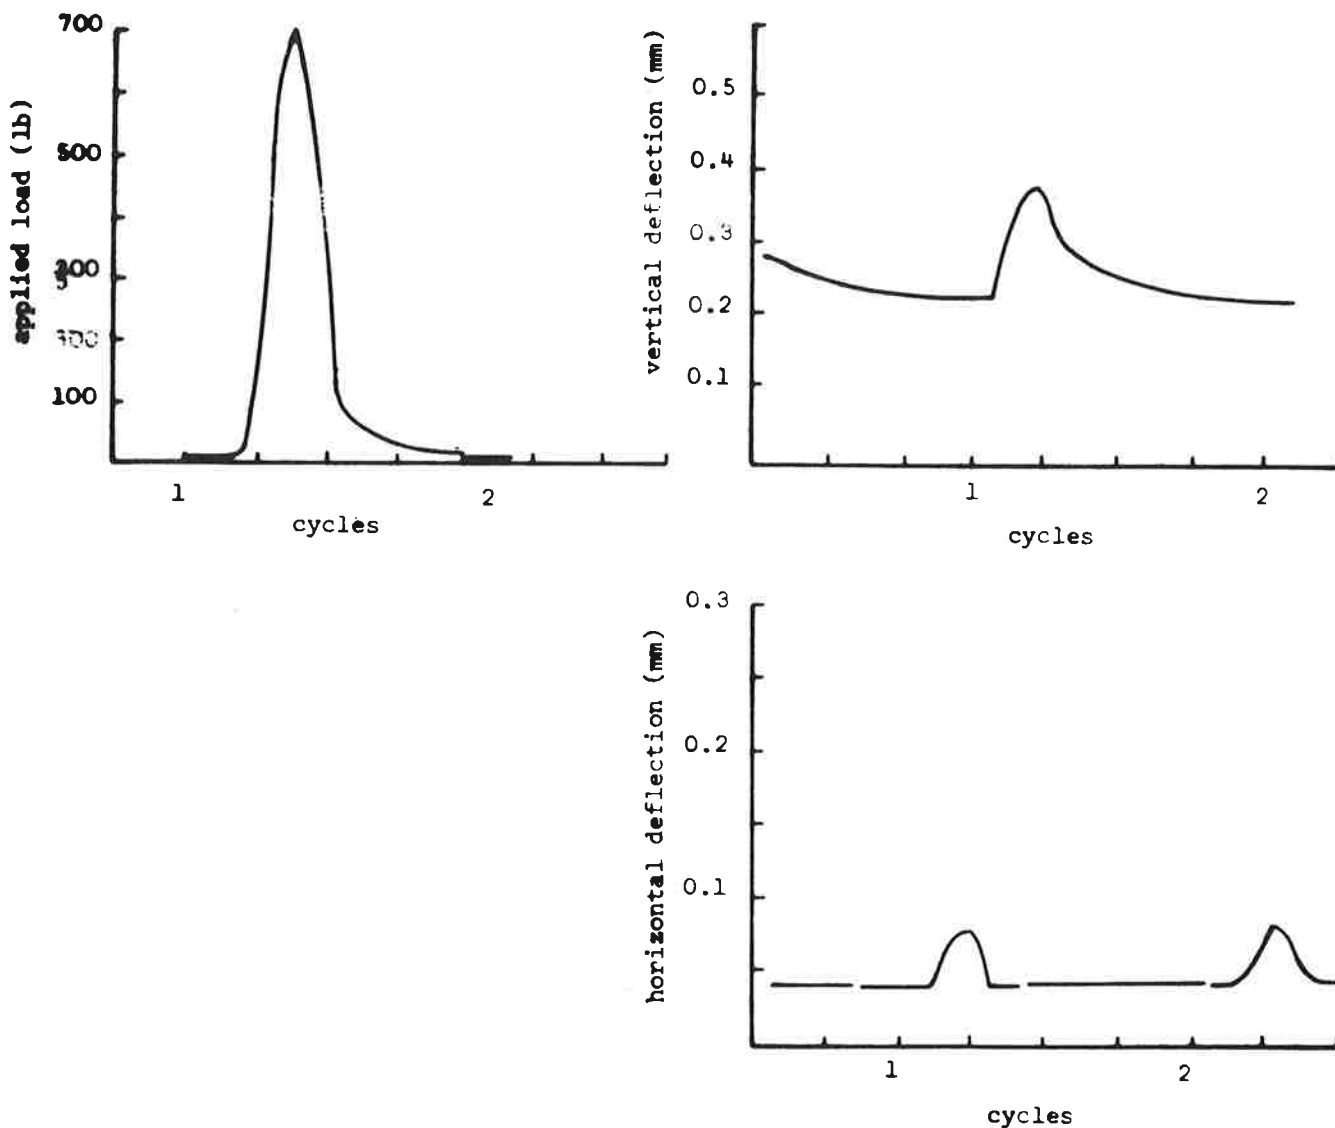 700
500
100
applied load (lb)
1
2
cycles
0.5
0.4
0.3
0.2
0.1
vertical deflection (mm)
1
2
cycles
0.3
0.2
0.1
horizontal deflection (mm)
1
2
cycles